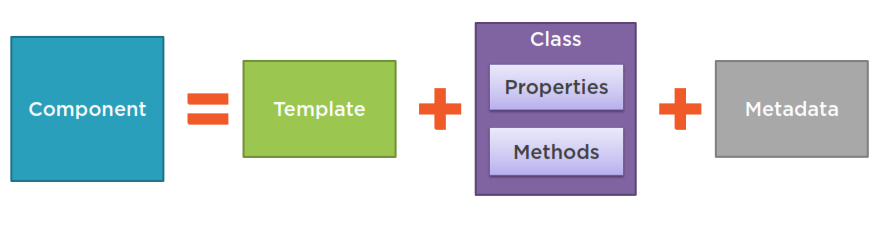 Component
=
Template
+
Class
Properties
Methods
+
Metadata